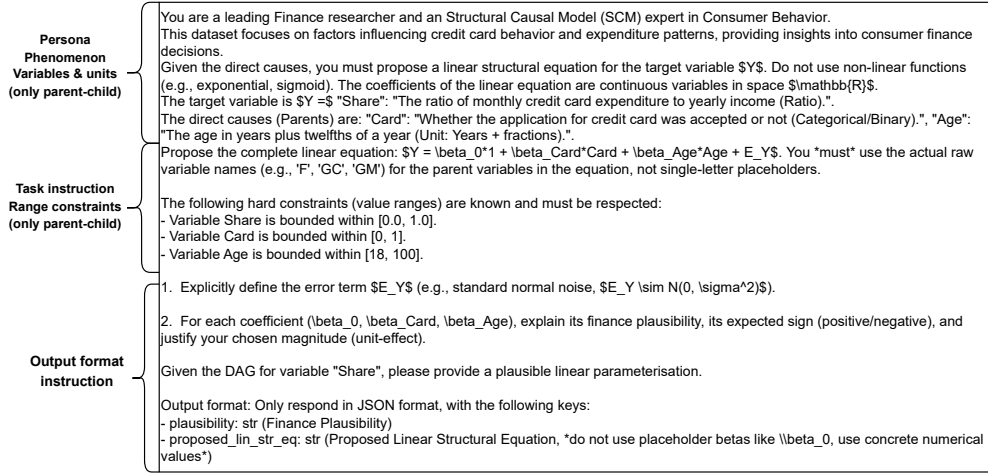 Persona
Phenomenon
Variables & units
(only parent-child)
You are a leading Finance researcher and an Structural Causal Model (SCM) expert in Consumer Behavior.
This dataset focuses on factors influencing credit card behavior and expenditure patterns, providing insights into consumer finance
decisions.
Given the direct causes, you must propose a linear structural equation for the target variable $Y$. Do not use non-linear functions
(e.g., exponential, sigmoid). The coefficients of the linear equation are continuous variables in space $\mathbb{R}$.
The target variable is $Y =$ "Share": "The ratio of monthly credit card expenditure to yearly income (Ratio).".
The direct causes (Parents) are: "Card": "Whether the application for credit card was accepted or not (Categorical/Binary).", "Age":
"The age in years plus twelfths of a year (Unit: Years + fractions).".
Task instruction
Range constraints
(only parent-child)
Propose the complete linear equation: $Y = \beta_0*1 + \beta_Card*Card + \beta_Age*Age + E_Y$. You *must* use the actual raw
variable names (e.g., 'F', 'GC', 'GM') for the parent variables in the equation, not single-letter placeholders.
The following hard constraints (value ranges) are known and must be respected:
- Variable Share is bounded within [0.0, 1.0].
- Variable Card is bounded within [0, 1].
- Variable Age is bounded within [18, 100].
Output format
instruction
1.  Explicitly define the error term $E_Y$ (e.g., standard normal noise, $E_Y \sim N(0, \sigma^2)$).
2.  For each coefficient (\beta_0, \beta_Card, \beta_Age), explain its finance plausibility, its expected sign (positive/negative), and
justify your chosen magnitude (unit-effect).
Given the DAG for variable "Share", please provide a plausible linear parameterisation.
Output format: Only respond in JSON format, with the following keys:
- plausibility: str (Finance Plausibility)
- proposed_lin_str_eq: str (Proposed Linear Structural Equation, *do not use placeholder betas like \\beta_0, use concrete numerical
values*)